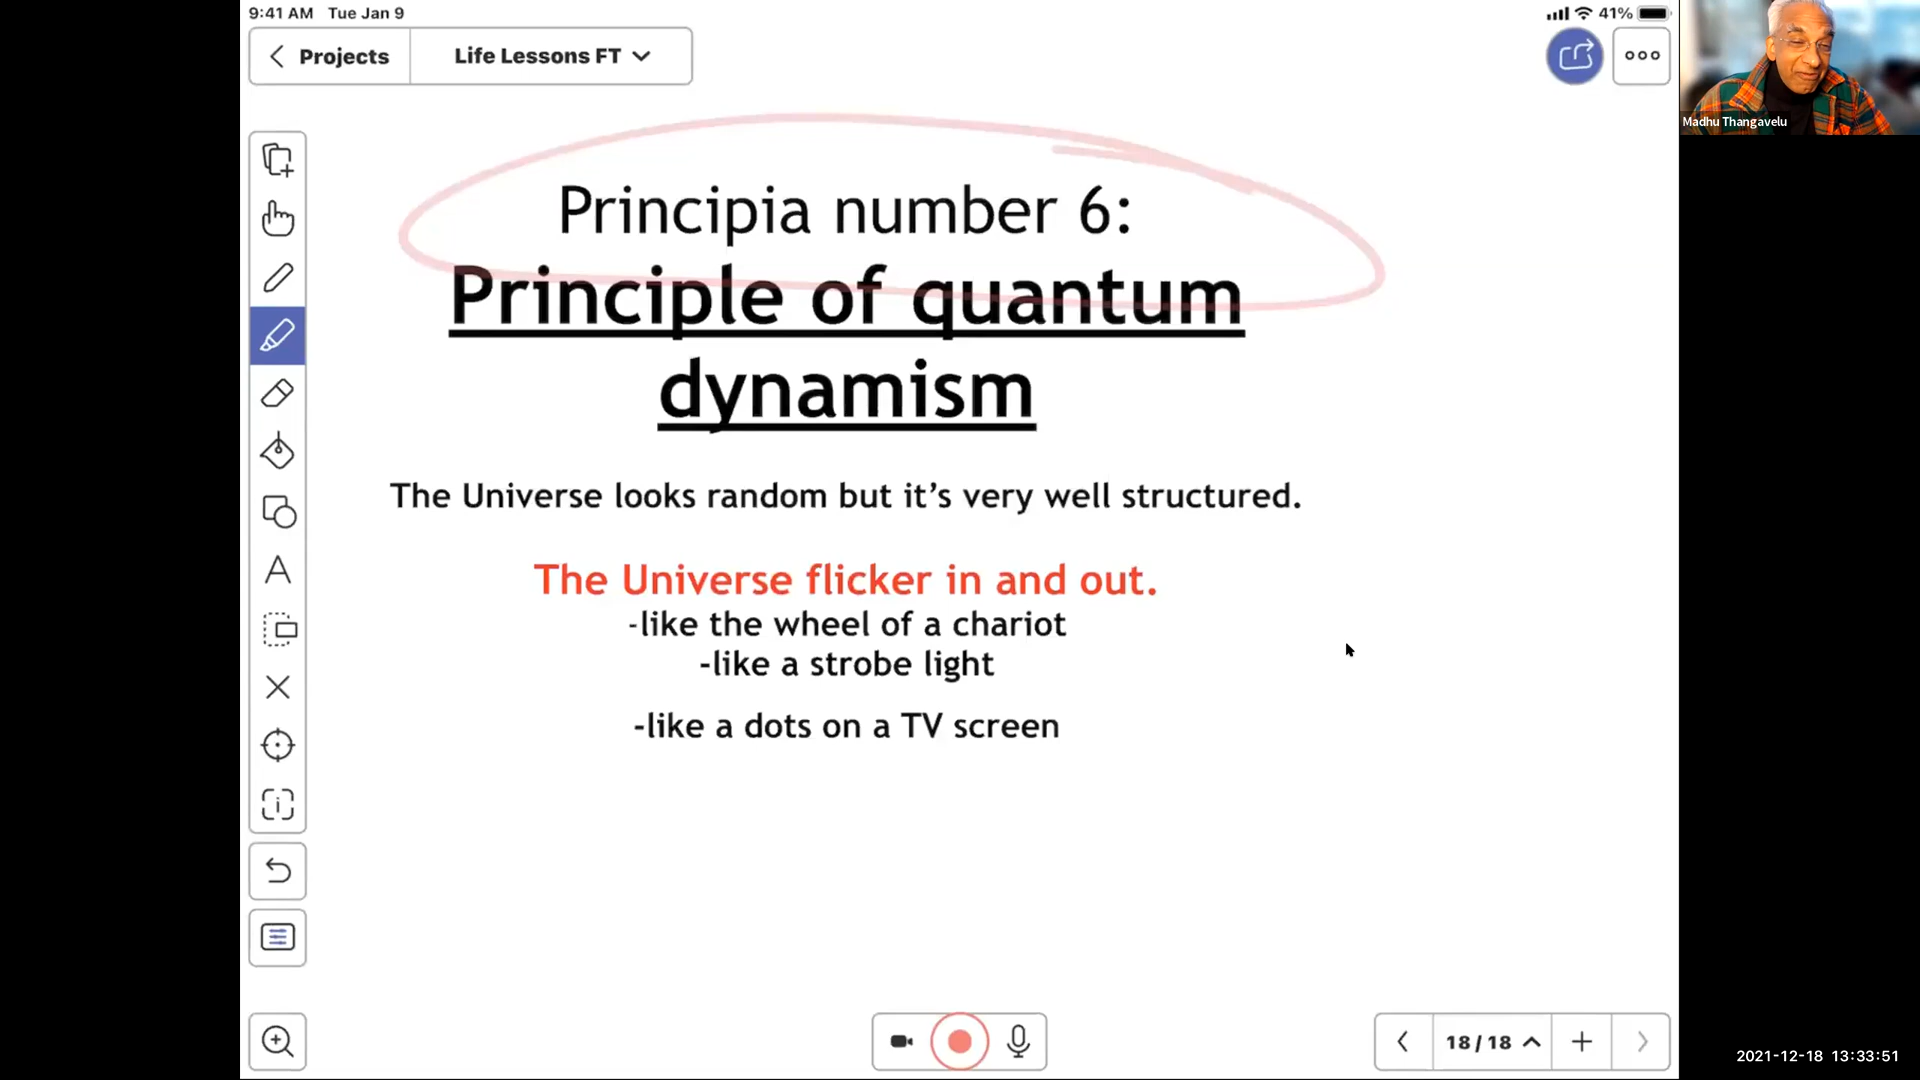 9:41 AM Tue Jan 9
41%
Projects
Life Lessons FT
Madhu Thangavelu
Principia number 6:
Principle of quantum
dynamism
The Universe looks random but it’s very well structured.
The Universe flicker in and out.
-like the wheel of a chariot
-like a strobe light
-like a dots on a TV screen
18/18
2021-12-18 13:33:51